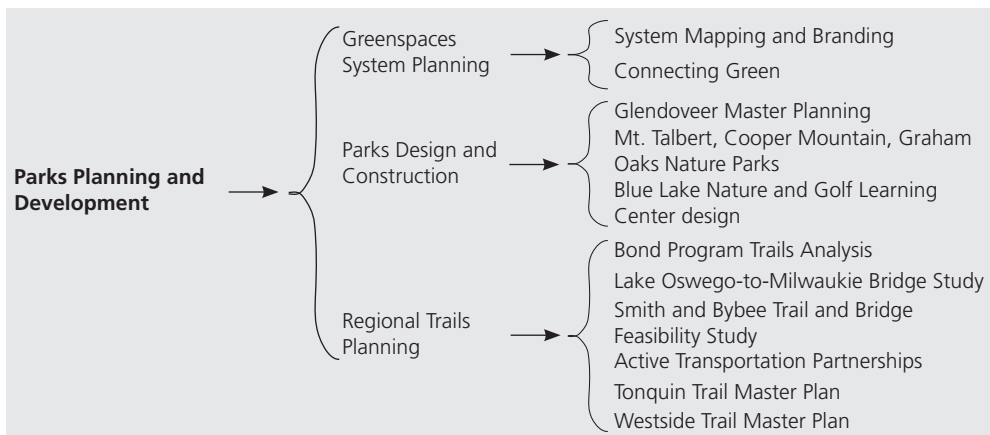 Parks Planning and
Development
Greenspaces
System Planning
System Mapping and Branding
Connecting Green
Parks Design and
Construction
Glendoveer Master Planning
Mt. Talbert, Cooper Mountain, Graham
Oaks Nature Parks
Blue Lake Nature and Golf Learning
Center design
Regional Trails
Planning
Bond Program Trails Analysis
Lake Oswego-to-Milwaukie Bridge Study
Smith and Bybee Trail and Bridge
Feasibility Study
Active Transportation Partnerships
Tonquin Trail Master Plan
Westside Trail Master Plan